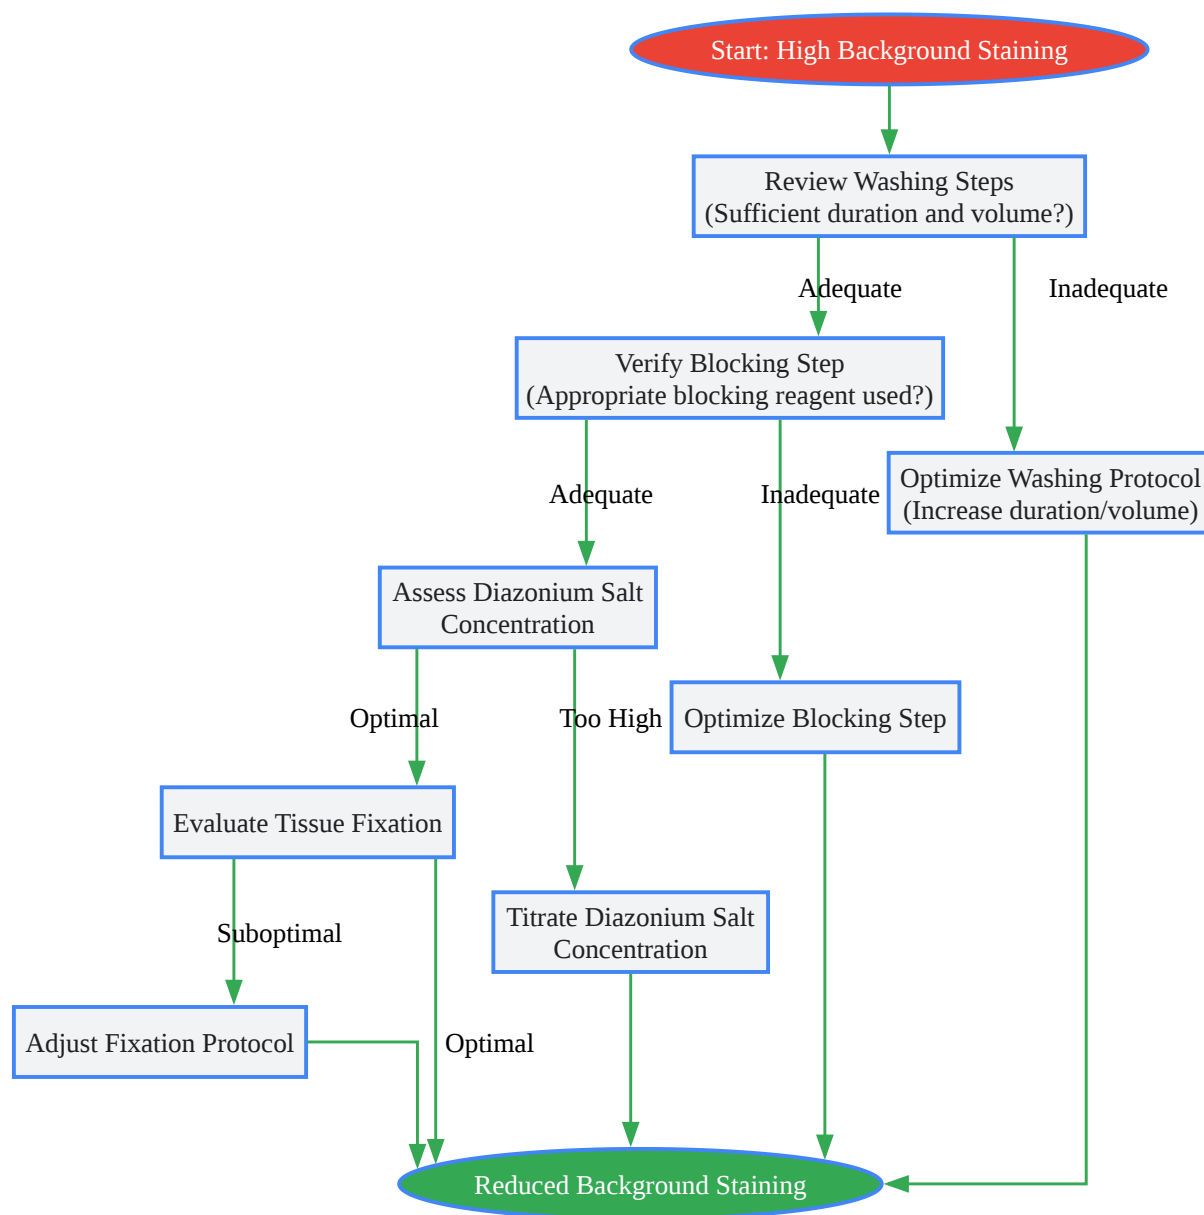 Start: High Background Staining
Review Washing Steps
(Sufficient duration and volume?)
Adequate
Inadequate
Verify Blocking Step
(Appropriate blocking reagent used?)
Optimize Washing Protocol
(Increase duration/volume)
Adequate
Inadequate
Assess Diazonium Salt
Concentration
Optimal
Too High
Optimize Blocking Step
Evaluate Tissue Fixation
Titrate Diazonium Salt
Concentration
Suboptimal
Adjust Fixation Protocol
Optimal
Reduced Background Staining